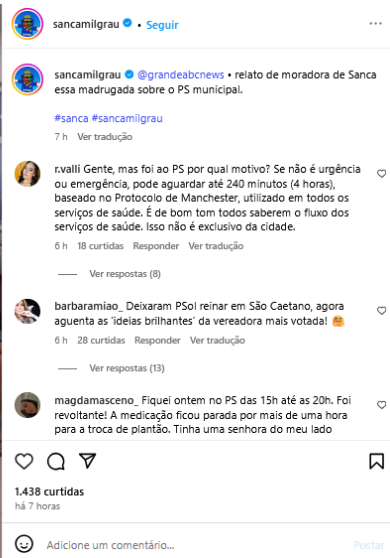 sancamilgrau • Seguir
sancamilgrau @grandeabcnews • relato de moradora de Sanca
essa madrugada sobre o PS municipal.
#sanca #sancamilgrau
7 h Ver tradução
r.valli Gente, mas foi ao PS por qual motivo? Se não é urgência
ou emergência, pode aguardar até 240 minutos (4 horas),
baseado no Protocolo de Manchester, utilizado em todos os
serviços de saúde. É de bom tom todos saberem o fluxo dos
serviços de saúde. Isso não é exclusivo da cidade.
6 h 18 curtidas Responder Ver tradução
Ver respostas (8)
barbaramiao_ Deixaram PSol reinar em São Caetano, agora
aguenta as 'ideias brilhantes' da vereadora mais votada! 🤗
6 h 28 curtidas Responder Ver tradução
Ver respostas (13)
magdamasceno_ Fiquei ontem no PS das 15h até as 20h. Foi
revoltante! A medicação ficou parada por mais de uma hora
para a troca de plantão. Tinha uma senhora do meu lado
1.438 curtidas
há 7 horas
Adicione um comentário...
Postar